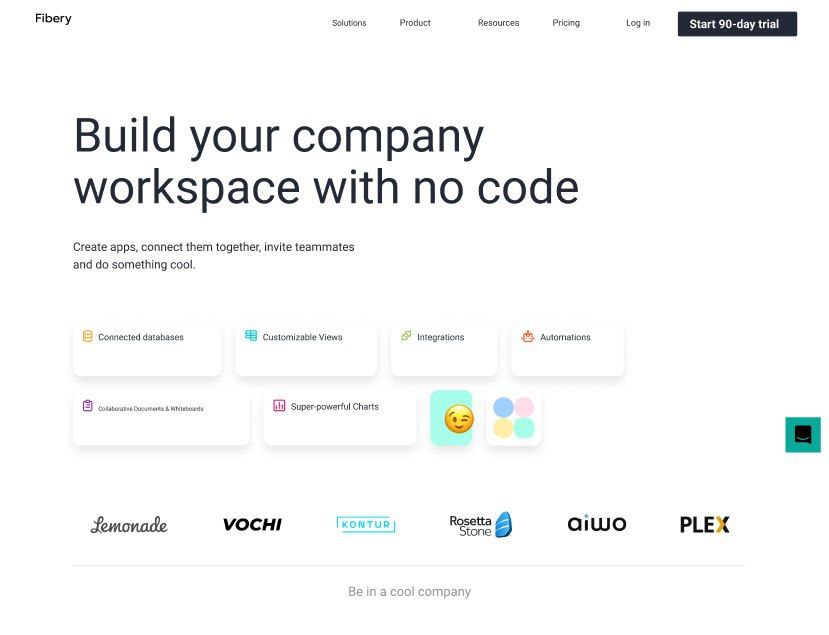 Fibery
Solutions
Product
Resources
Pricing
Log in
Start 90-day trial
Build your company
workspace with no code
Create apps, connect them together, invite teammates
and do something cool.
Connected databases
Customizable Views
Integrations
Automations
Collaborative Documents & Whiteboards
Super-powerful Charts
Lemonade
VOCHI
KONTUR
Rosetta
Stone
aiwo
PLEX
Be in a cool company